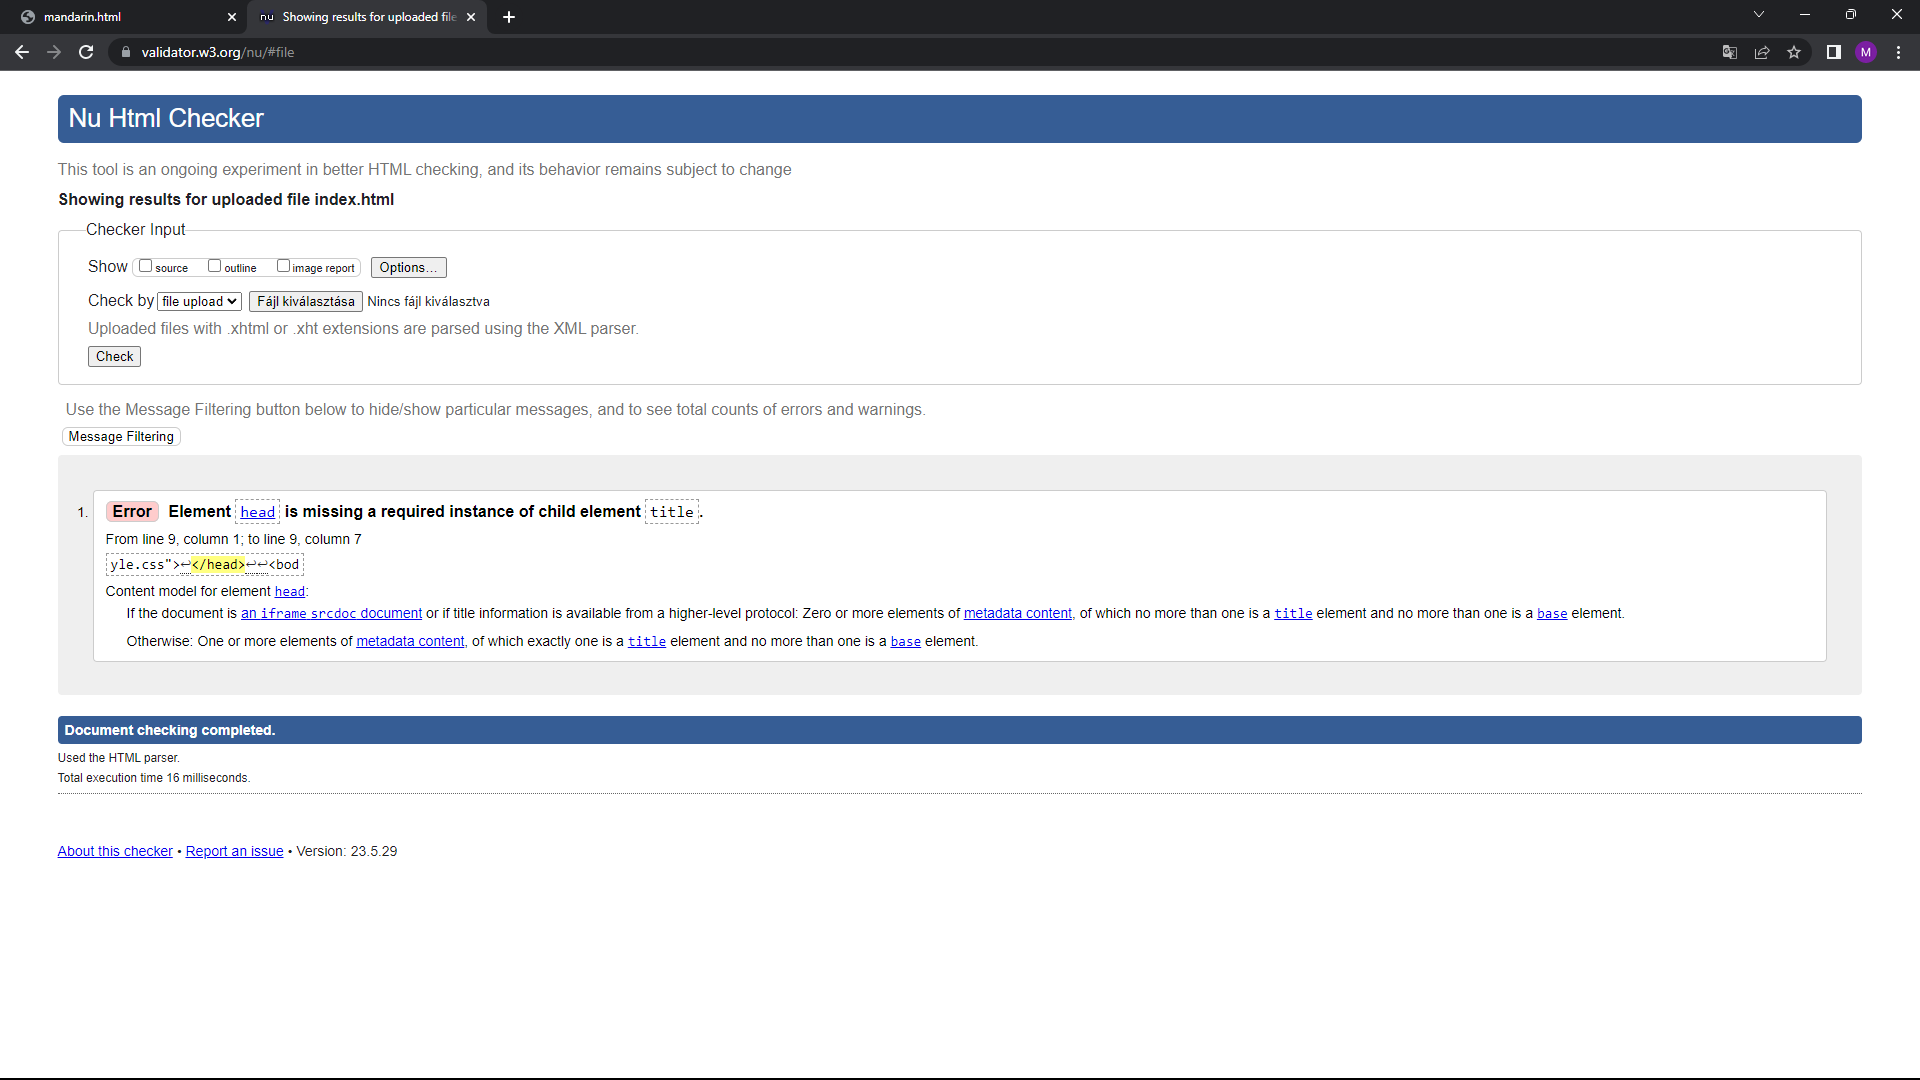 mandarin.html
nu Showing results for uploaded file
validator.w3.org/nu/#file
M
Nu Html Checker
This tool is an ongoing experiment in better HTML checking, and its behavior remains subject to change
Showing results for uploaded file index.html
Checker Input
Show source outline image report Options...
Check by file upload Fájl kiválasztása Nincs fájl kiválasztva
Uploaded files with .xhtml or .xht extensions are parsed using the XML parser.
Check
Use the Message Filtering button below to hide/show particular messages, and to see total counts of errors and warnings.
Message Filtering
1. Error Element head is missing a required instance of child element title.
From line 9, column 1; to line 9, column 7
yle.css">↩</head>↩↩<bod
Content model for element head:
If the document is an iframe srcdoc document or if title information is available from a higher-level protocol: Zero or more elements of metadata content, of which no more than one is a title element and no more than one is a base element.
Otherwise: One or more elements of metadata content, of which exactly one is a title element and no more than one is a base element.
Document checking completed.
Used the HTML parser.
Total execution time 16 milliseconds.
About this checker • Report an issue • Version: 23.5.29